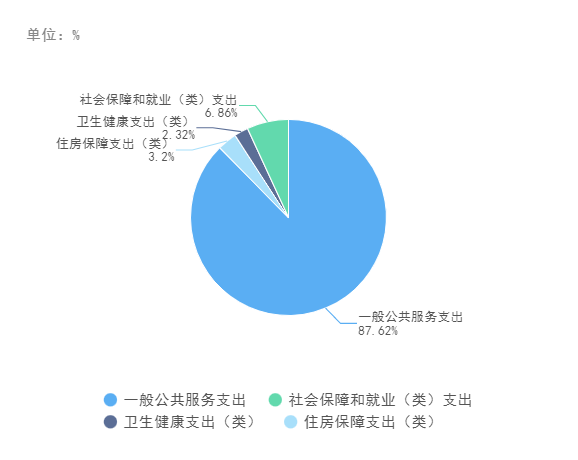 单位：%
社会保障和就业（类）支出
6.86%
卫生健康支出（类）
2.32%
住房保障支出（类）
3.2%
一般公共服务支出
87.62%
一般公共服务支出 社会保障和就业（类）支出
卫生健康支出（类） 住房保障支出（类）